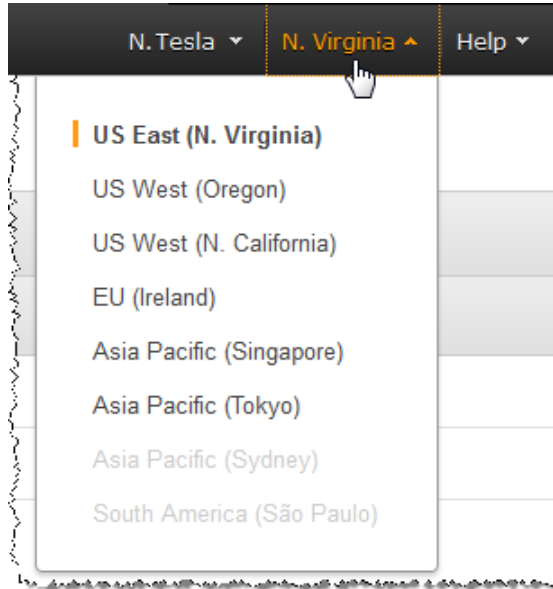 N. Tesla N. Virginia Help
US East (N. Virginia)
US West (Oregon)
US West (N. California)
EU (Ireland)
Asia Pacific (Singapore)
Asia Pacific (Tokyo)
Asia Pacific (Sydney)
South America (São Paulo)